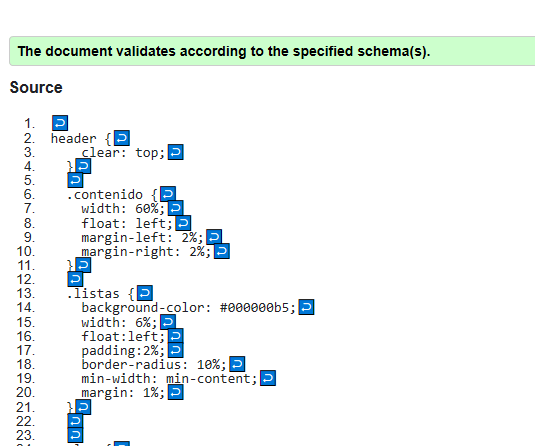 The document validates according to the specified schema(s).
Source
1.
2. header {
3. clear: top;
4. }
5.
6. .contenido {
7. width: 60%;
8. float: left;
9. margin-left: 2%;
10. margin-right: 2%;
11. }
12.
13. .listas {
14. background-color: #000000b5;
15. width: 6%;
16. float:left;
17. padding:2%;
18. border-radius: 10%;
19. min-width: min-content;
20. margin: 1%;
21. }
22.
23.